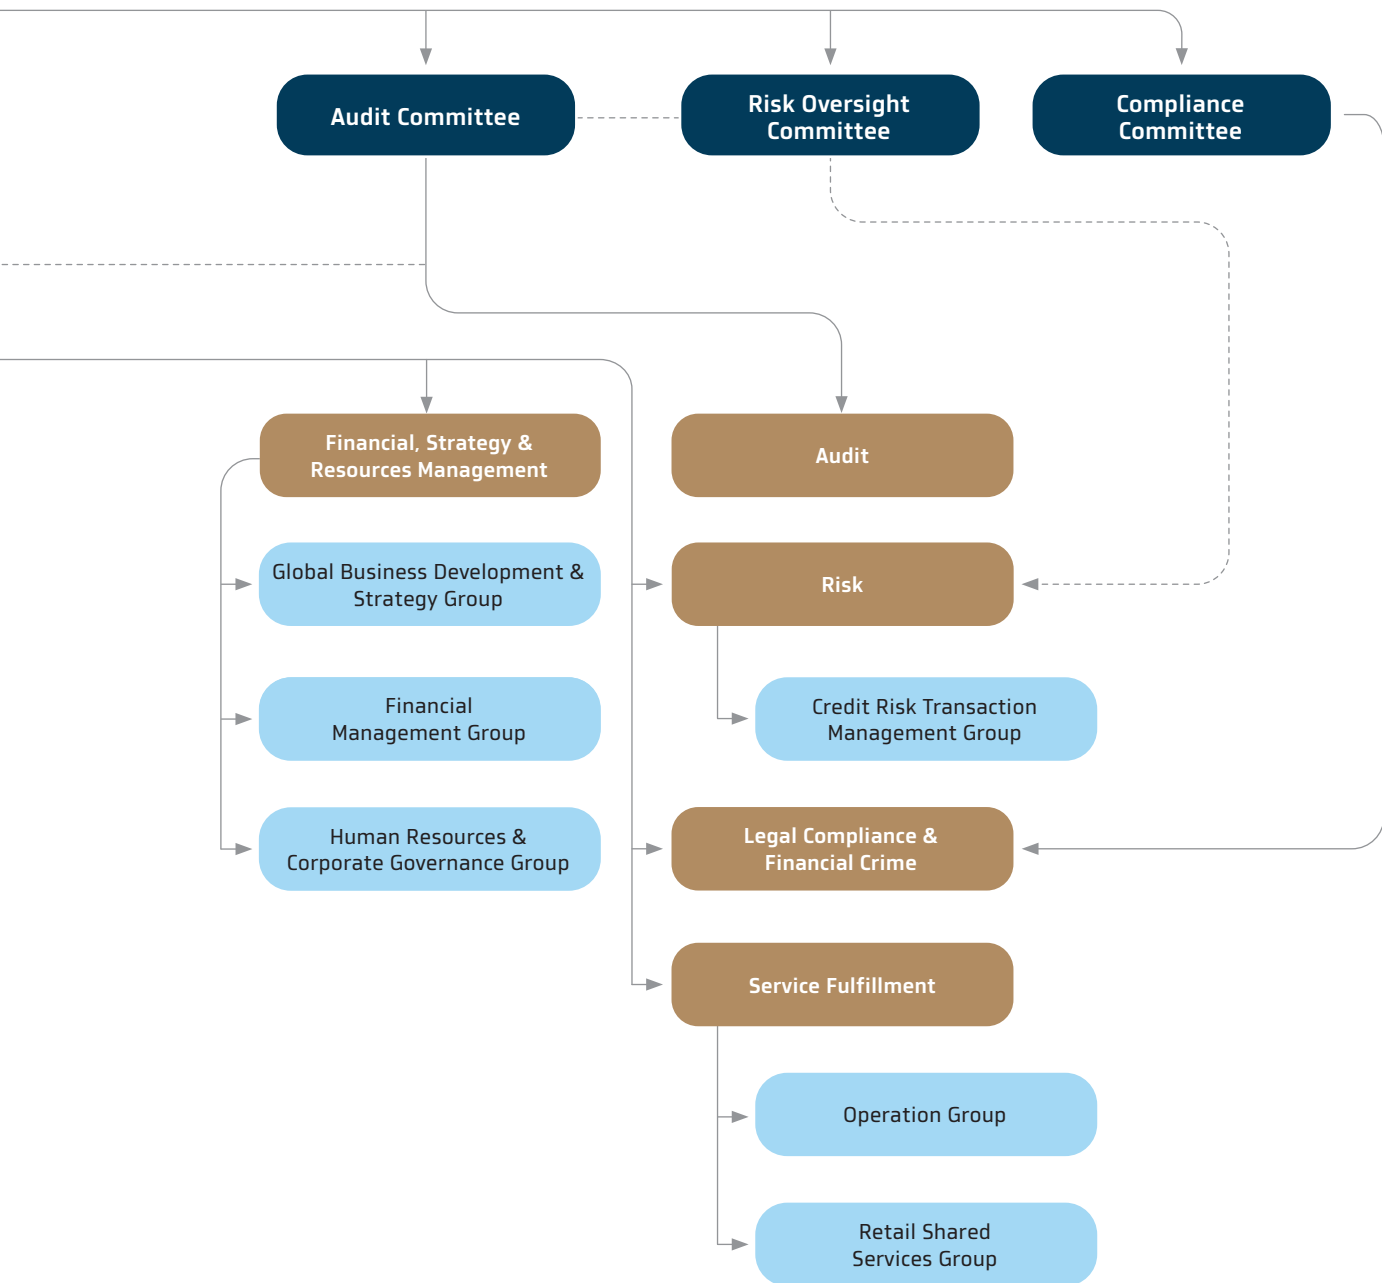 Audit Committee
Risk Oversight
Committee
Compliance
Committee
Financial, Strategy &
Resources Management
Audit
Global Business Development &
Strategy Group
Risk
Financial
Management Group
Credit Risk Transaction
Management Group
Human Resources &
Corporate Governance Group
Legal Compliance &
Financial Crime
Service Fulfillment
Operation Group
Retail Shared
Services Group